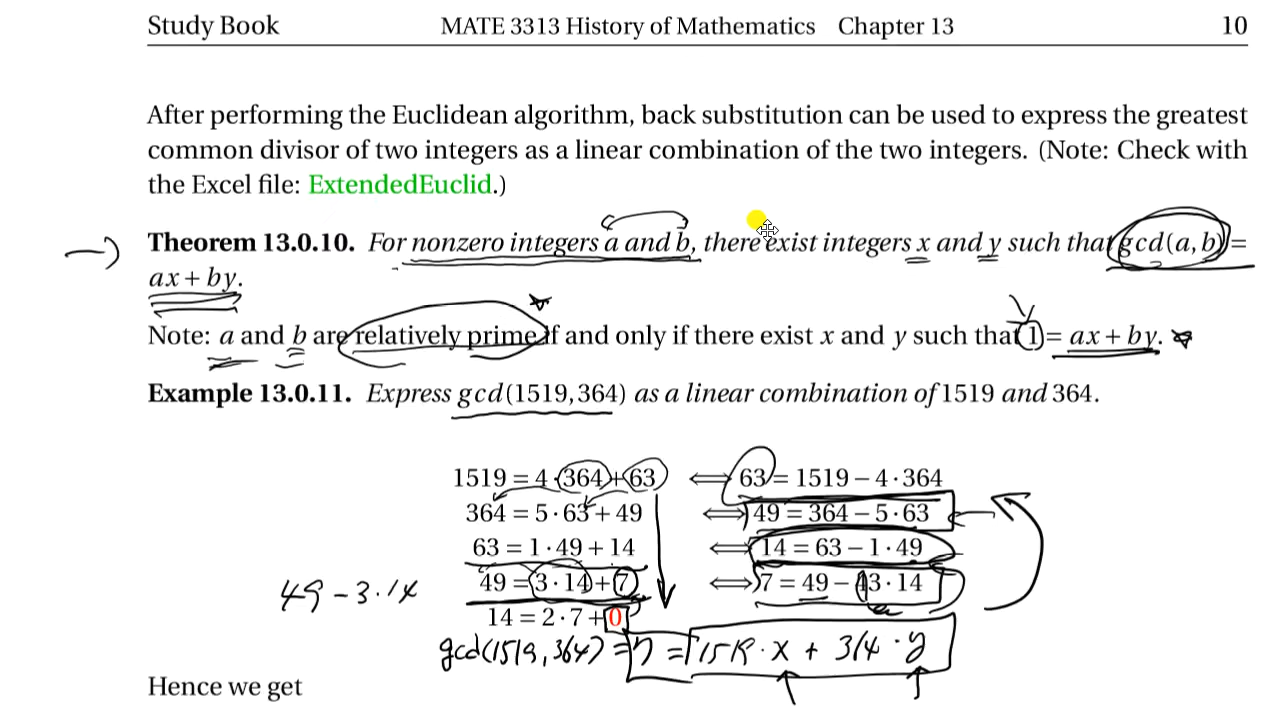 Study Book MATE 3313 History of Mathematics Chapter 13 10
After performing the Euclidean algorithm, back substitution can be used to express the greatest
common divisor of two integers as a linear combination of the two integers. (Note: Check with
the Excel file: ExtendedEuclid.)
Theorem 13.0.10. For nonzero integers a and b, there exist integers x and y such that gcd(a,b) =
ax + by.
Note: a and b are relatively prime if and only if there exist x and y such that 1 = ax + by.
Example 13.0.11. Express gcd(1519,364) as a linear combination of 1519 and 364.
1519 = 4·364 + 63 ⟺ 63 = 1519 − 4·364
364 = 5·63 + 49 ⟺ 49 = 364 − 5·63
63 = 1·49 + 14 ⟺ 14 = 63 − 1·49
49 − 3·14 49 = 3·14 + 7 ⟺ 7 = 49 − 3·14
14 = 2·7 + 0
gcd(1519, 364) = 7 = 1519·x + 364·y
Hence we get